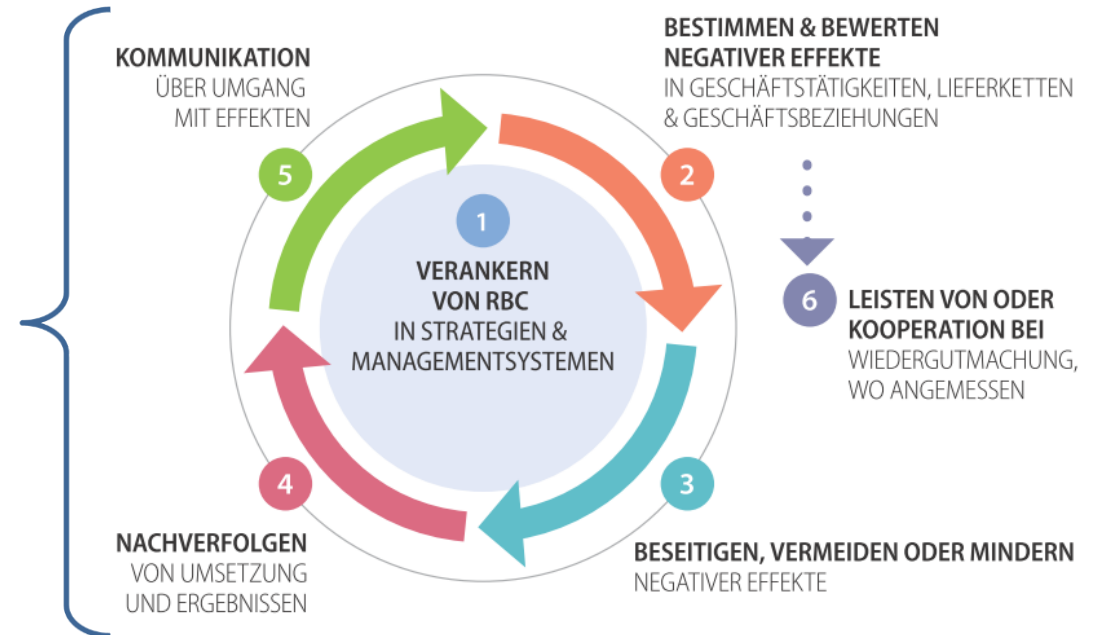 KOMMUNIKATION
ÜBER UMGANG
MIT EFFEKTEN
5
BESTIMMEN & BEWERTEN
NEGATIVER EFFEKTE
IN GESCHÄFTSTÄTIGKEITEN, LIEFERKETTEN
& GESCHÄFTSBEZIEHUNGEN
2
1
VERANKERN
VON RBC
IN STRATEGIEN &
MANAGEMENTSYSTEMEN
6
LEISTEN VON ODER
KOOPERATION BEI
WIEDERGUTMACHUNG,
WO ANGEMESSEN
4
NACHVERFOLGEN
VON UMSETZUNG
UND ERGEBNISSEN
3
BESEITIGEN, VERMEIDEN ODER MINDERN
NEGATIVER EFFEKTE